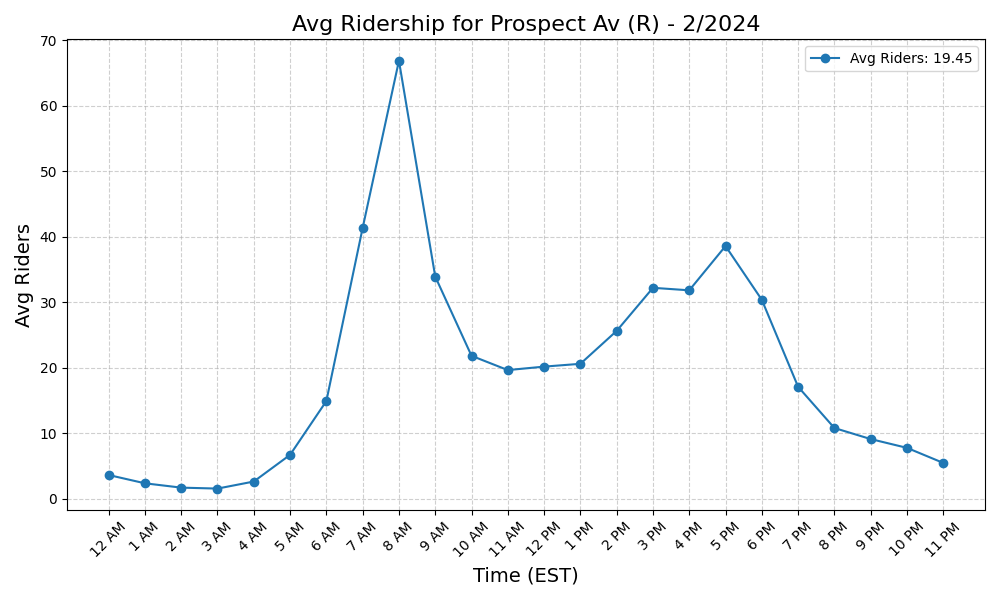 Avg Ridership for Prospect Av (R) - 2/2024
Avg Riders: 19.45
Avg Riders
70
60
50
40
30
20
10
0
12 AM
1 AM
2 AM
3 AM
4 AM
5 AM
6 AM
7 AM
8 AM
9 AM
10 AM
11 AM
12 PM
1 PM
2 PM
3 PM
4 PM
5 PM
6 PM
7 PM
8 PM
9 PM
10 PM
11 PM
Time (EST)